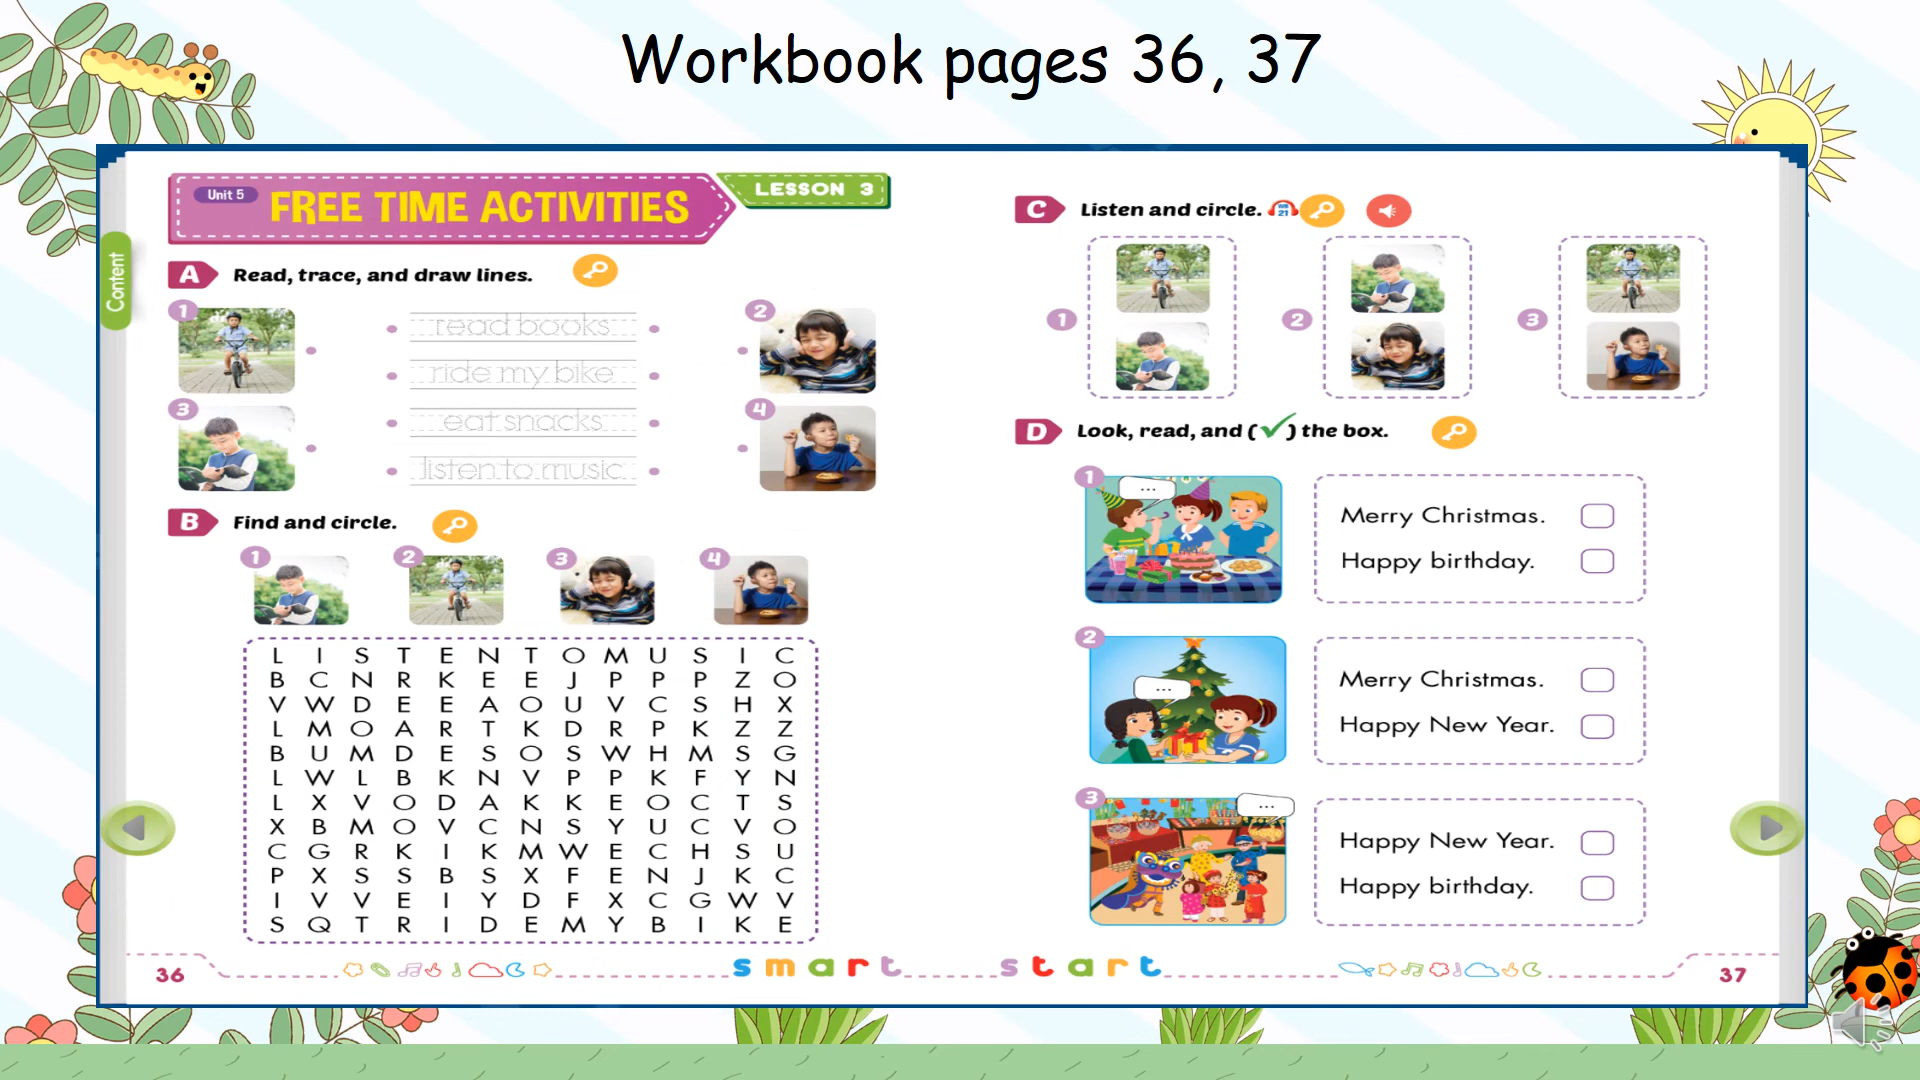 Workbook pages 36, 37
Content
Unit 5
FREE TIME ACTIVITIES
LESSON 3
A Read, trace, and draw lines.
1
2
3
4
read books
ride my bike
eat snacks
listen to music
B Find and circle.
1 2 3 4
L I S T E N T O M U S I C
B C N R K E E J P P P Z O
V W D E E A O U V C S H X
L M O A R T K D R P K Z Z
B U M D E S O S W H M S G
L W L B K N V P P K F Y N
L X V O D A K K E O C T S
X B M O V C N S Y U C V O
C G R K I K M W E C H S U
P X S S B S X F E N J K C
I V V E I Y D F X C G W V
S Q T R I D E M Y B I K E
36
smart start
C Listen and circle.
WB 21
1 2 3
D Look, read, and (✓) the box.
1
...
Merry Christmas.
Happy birthday.
2
...
Merry Christmas.
Happy New Year.
3
...
Happy New Year.
Happy birthday.
37